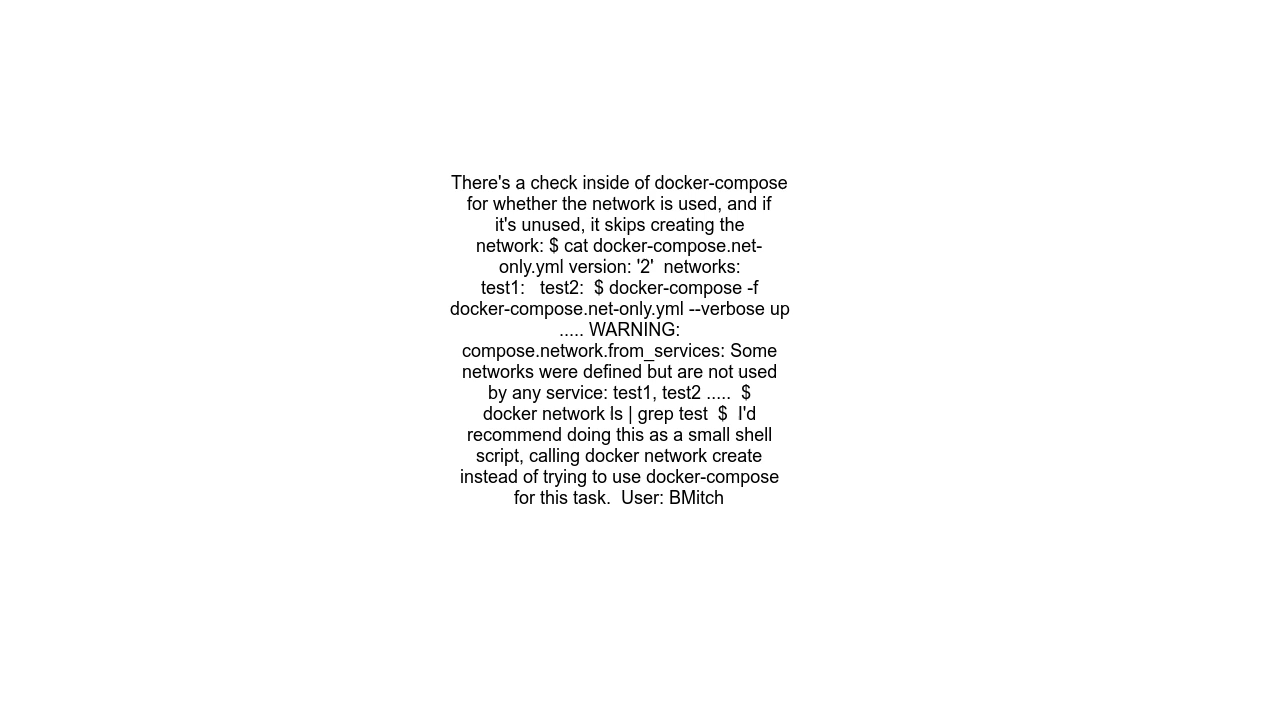 There's a check inside of docker-compose
for whether the network is used, and if
it's unused, it skips creating the
network: $ cat docker-compose.net-
only.yml version: '2'  networks:
test1:   test2:  $ docker-compose -f
docker-compose.net-only.yml --verbose up
..... WARNING:
compose.network.from_services: Some
networks were defined but are not used
by any service: test1, test2 .....  $
docker network ls | grep test  $  I'd
recommend doing this as a small shell
script, calling docker network create
instead of trying to use docker-compose
for this task.  User: BMitch